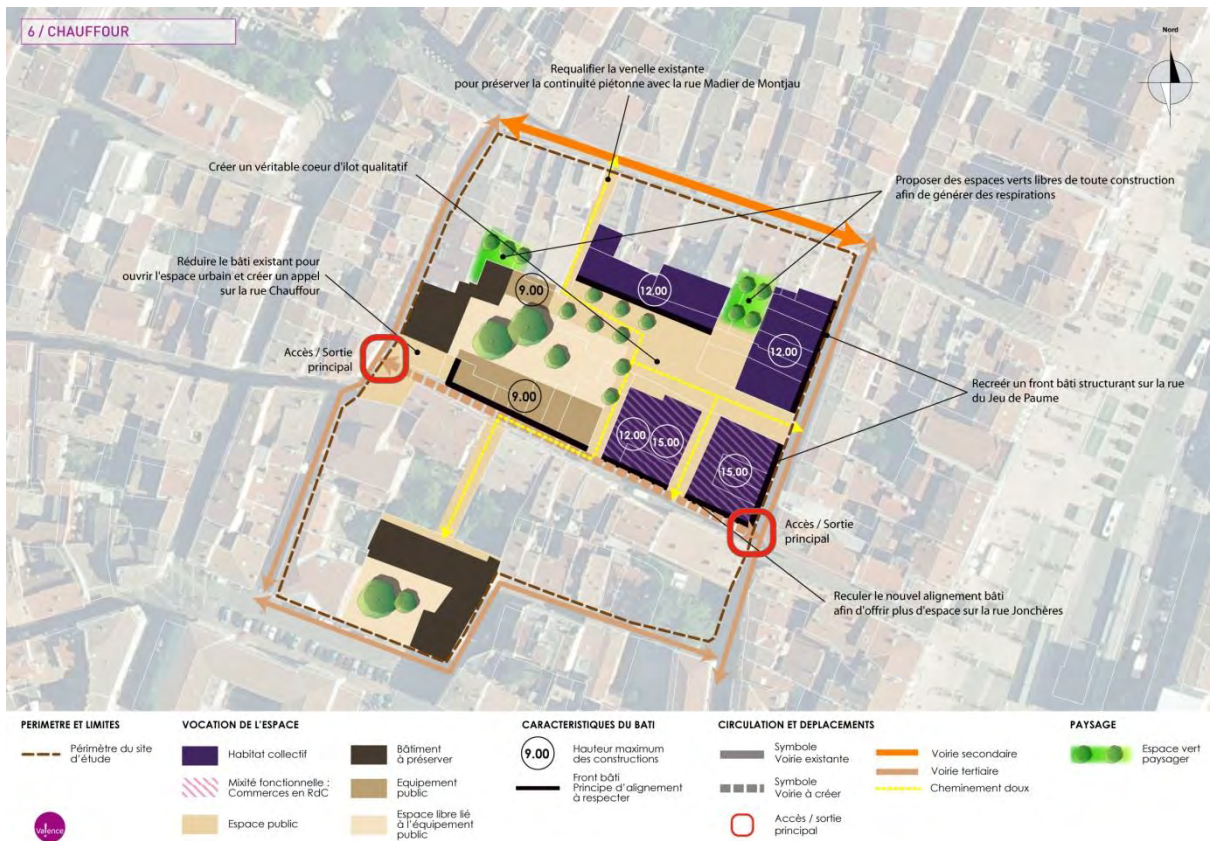 6 / CHAUFFOUR
Nord
Requalifier la venelle existante
pour préserver la continuité piétonne avec la rue Madier de Montjau
Créer un véritable coeur d'ilot qualitatif
Proposer des espaces verts libres de toute construction
afin de générer des respirations
Réduire le bâti existant pour
ouvrir l'espace urbain et créer un appel
sur la rue Chauffour
9.00
12.00
12.00
Accès / Sortie
principal
9.00
Recreér un front bâti structurant sur la rue
du Jeu de Paume
12.00
15.00
15.00
Accès / Sortie
principal
Reculer le nouvel alignement bâti
afin d'offrir plus d'espace sur la rue Jonchères
PERIMETRE ET LIMITES
Périmètre du site
d'étude
Valence
VOCATION DE L'ESPACE
Habitat collectif
Mixité fonctionnelle :
Commerces en RdC
Espace public
Bâtiment
à préserver
Equipement
public
Espace libre lié
à l'équipement
public
CARACTERISTIQUES DU BATI
9.00
Hauteur maximum
des constructions
Front bâti
Principe d'alignement
à respecter
CIRCULATION ET DEPLACEMENTS
Symbole
Voirie existante
Symbole
Voirie à créer
Accès / sortie
principal
Voirie secondaire
Voirie tertiaire
Cheminement doux
PAYSAGE
Espace vert
paysager